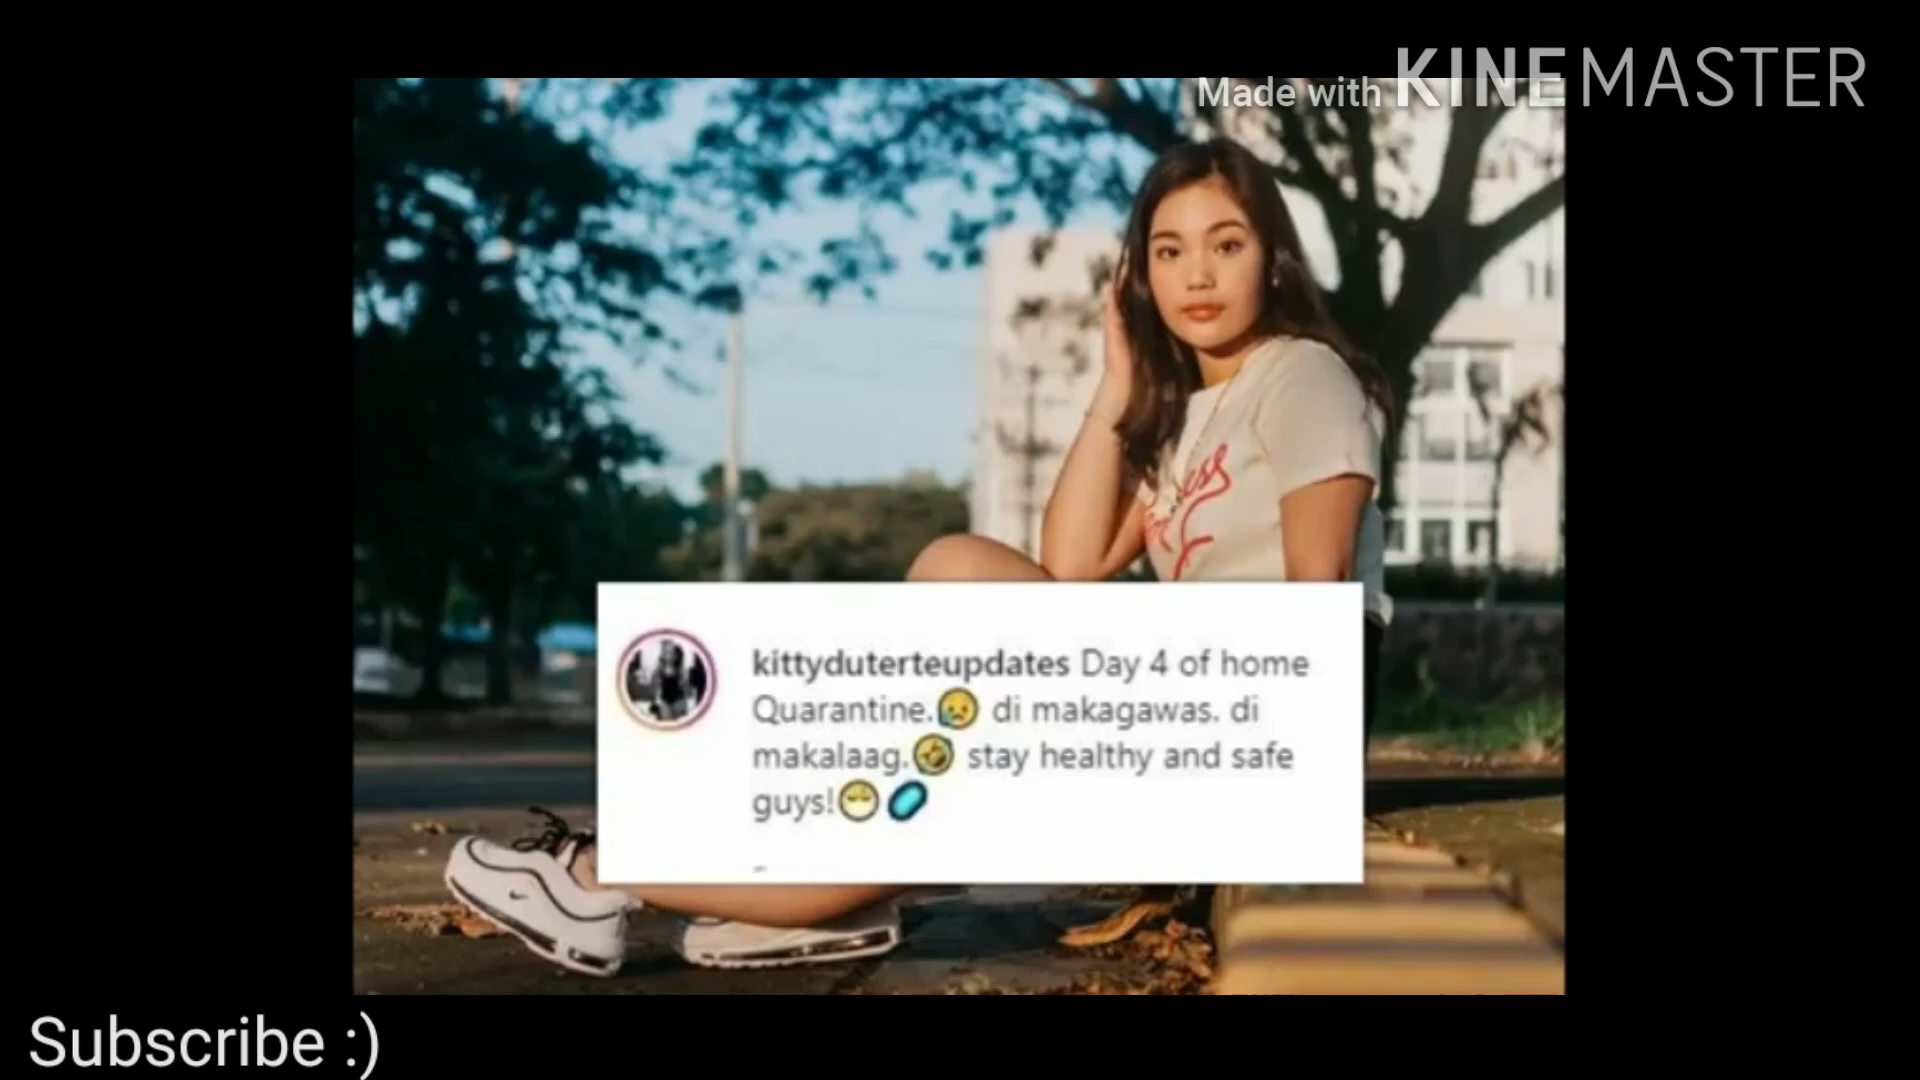 Made with KINEMASTER
kittyduterteupdates Day 4 of home
Quarantine.😥 di makagawas. di
makalaag.🤣 stay healthy and safe
guys!😷
Subscribe :)